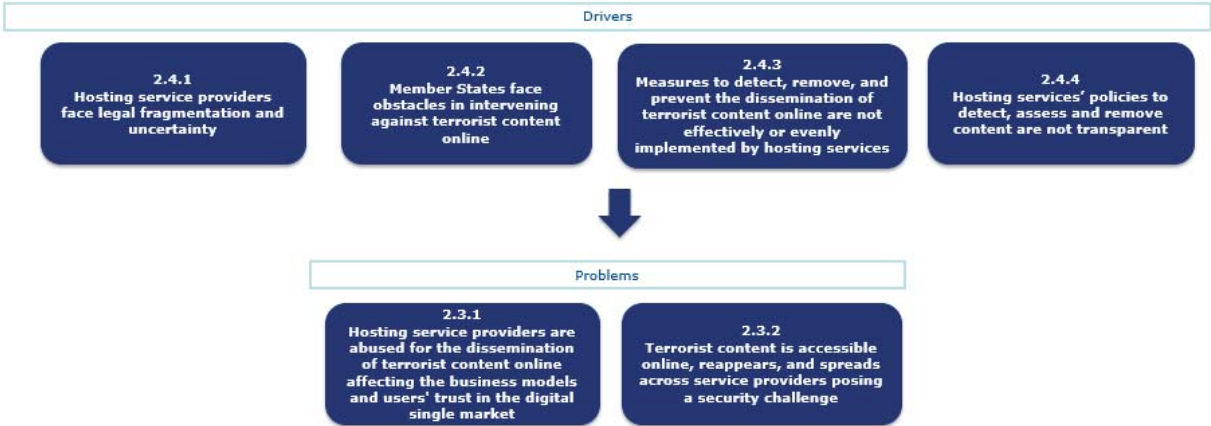 Drivers
2.4.1
Hosting service providers
face legal fragmentation and
uncertainty
2.4.2
Member States face
obstacles in intervening
against terrorist content
online
2.4.3
Measures to detect, remove, and
prevent the dissemination of
terrorist content online are not
effectively or evenly
implemented by hosting services
2.4.4
Hosting services' policies to
detect, assess and remove
content are not transparent
Problems
2.3.1
Hosting service providers are
abused for the dissemination
of terrorist content online
affecting the business models
and users' trust in the digital
single market
2.3.2
Terrorist content is accessible
online, reappears, and spreads
across service providers posing
a security challenge